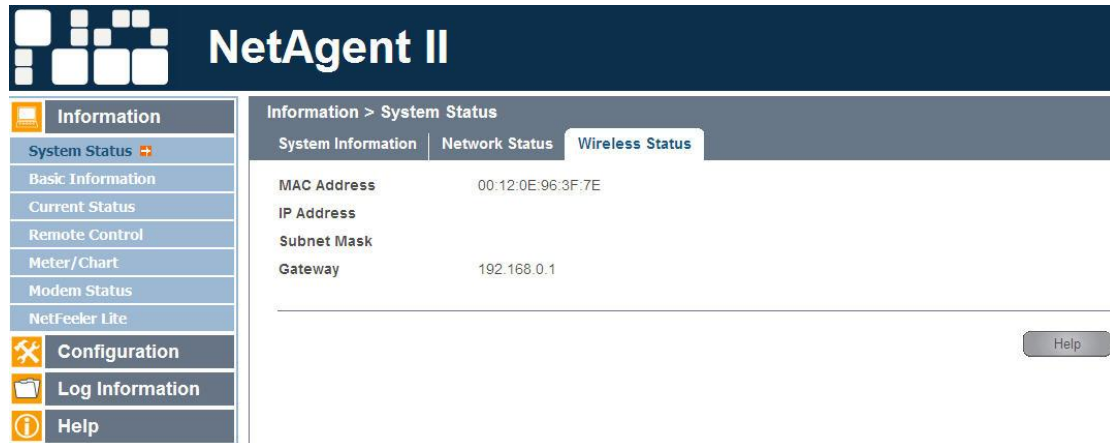 NetAgent II
Information
System Status
Basic Information
Current Status
Remote Control
Meter/Chart
Modem Status
NetFeeler Lite
Configuration
Log Information
Help
Information > System Status
System Information Network Status Wireless Status
MAC Address 00:12:0E:96:3F:7E
IP Address
Subnet Mask
Gateway 192.168.0.1
Help